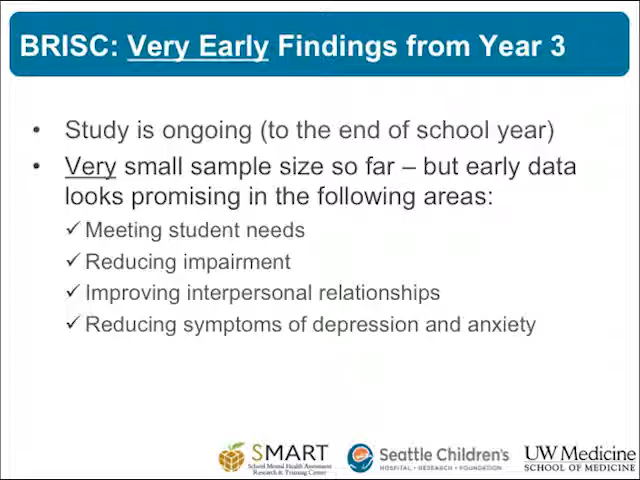 BRISC: Very Early Findings from Year 3
• Study is ongoing (to the end of school year)
• Very small sample size so far – but early data
looks promising in the following areas:
✓ Meeting student needs
✓ Reducing impairment
✓ Improving interpersonal relationships
✓ Reducing symptoms of depression and anxiety
SMART
School Mental Health Assessment
Research & Training Center
Seattle Children's
HOSPITAL • RESEARCH • FOUNDATION
UW Medicine
SCHOOL OF MEDICINE